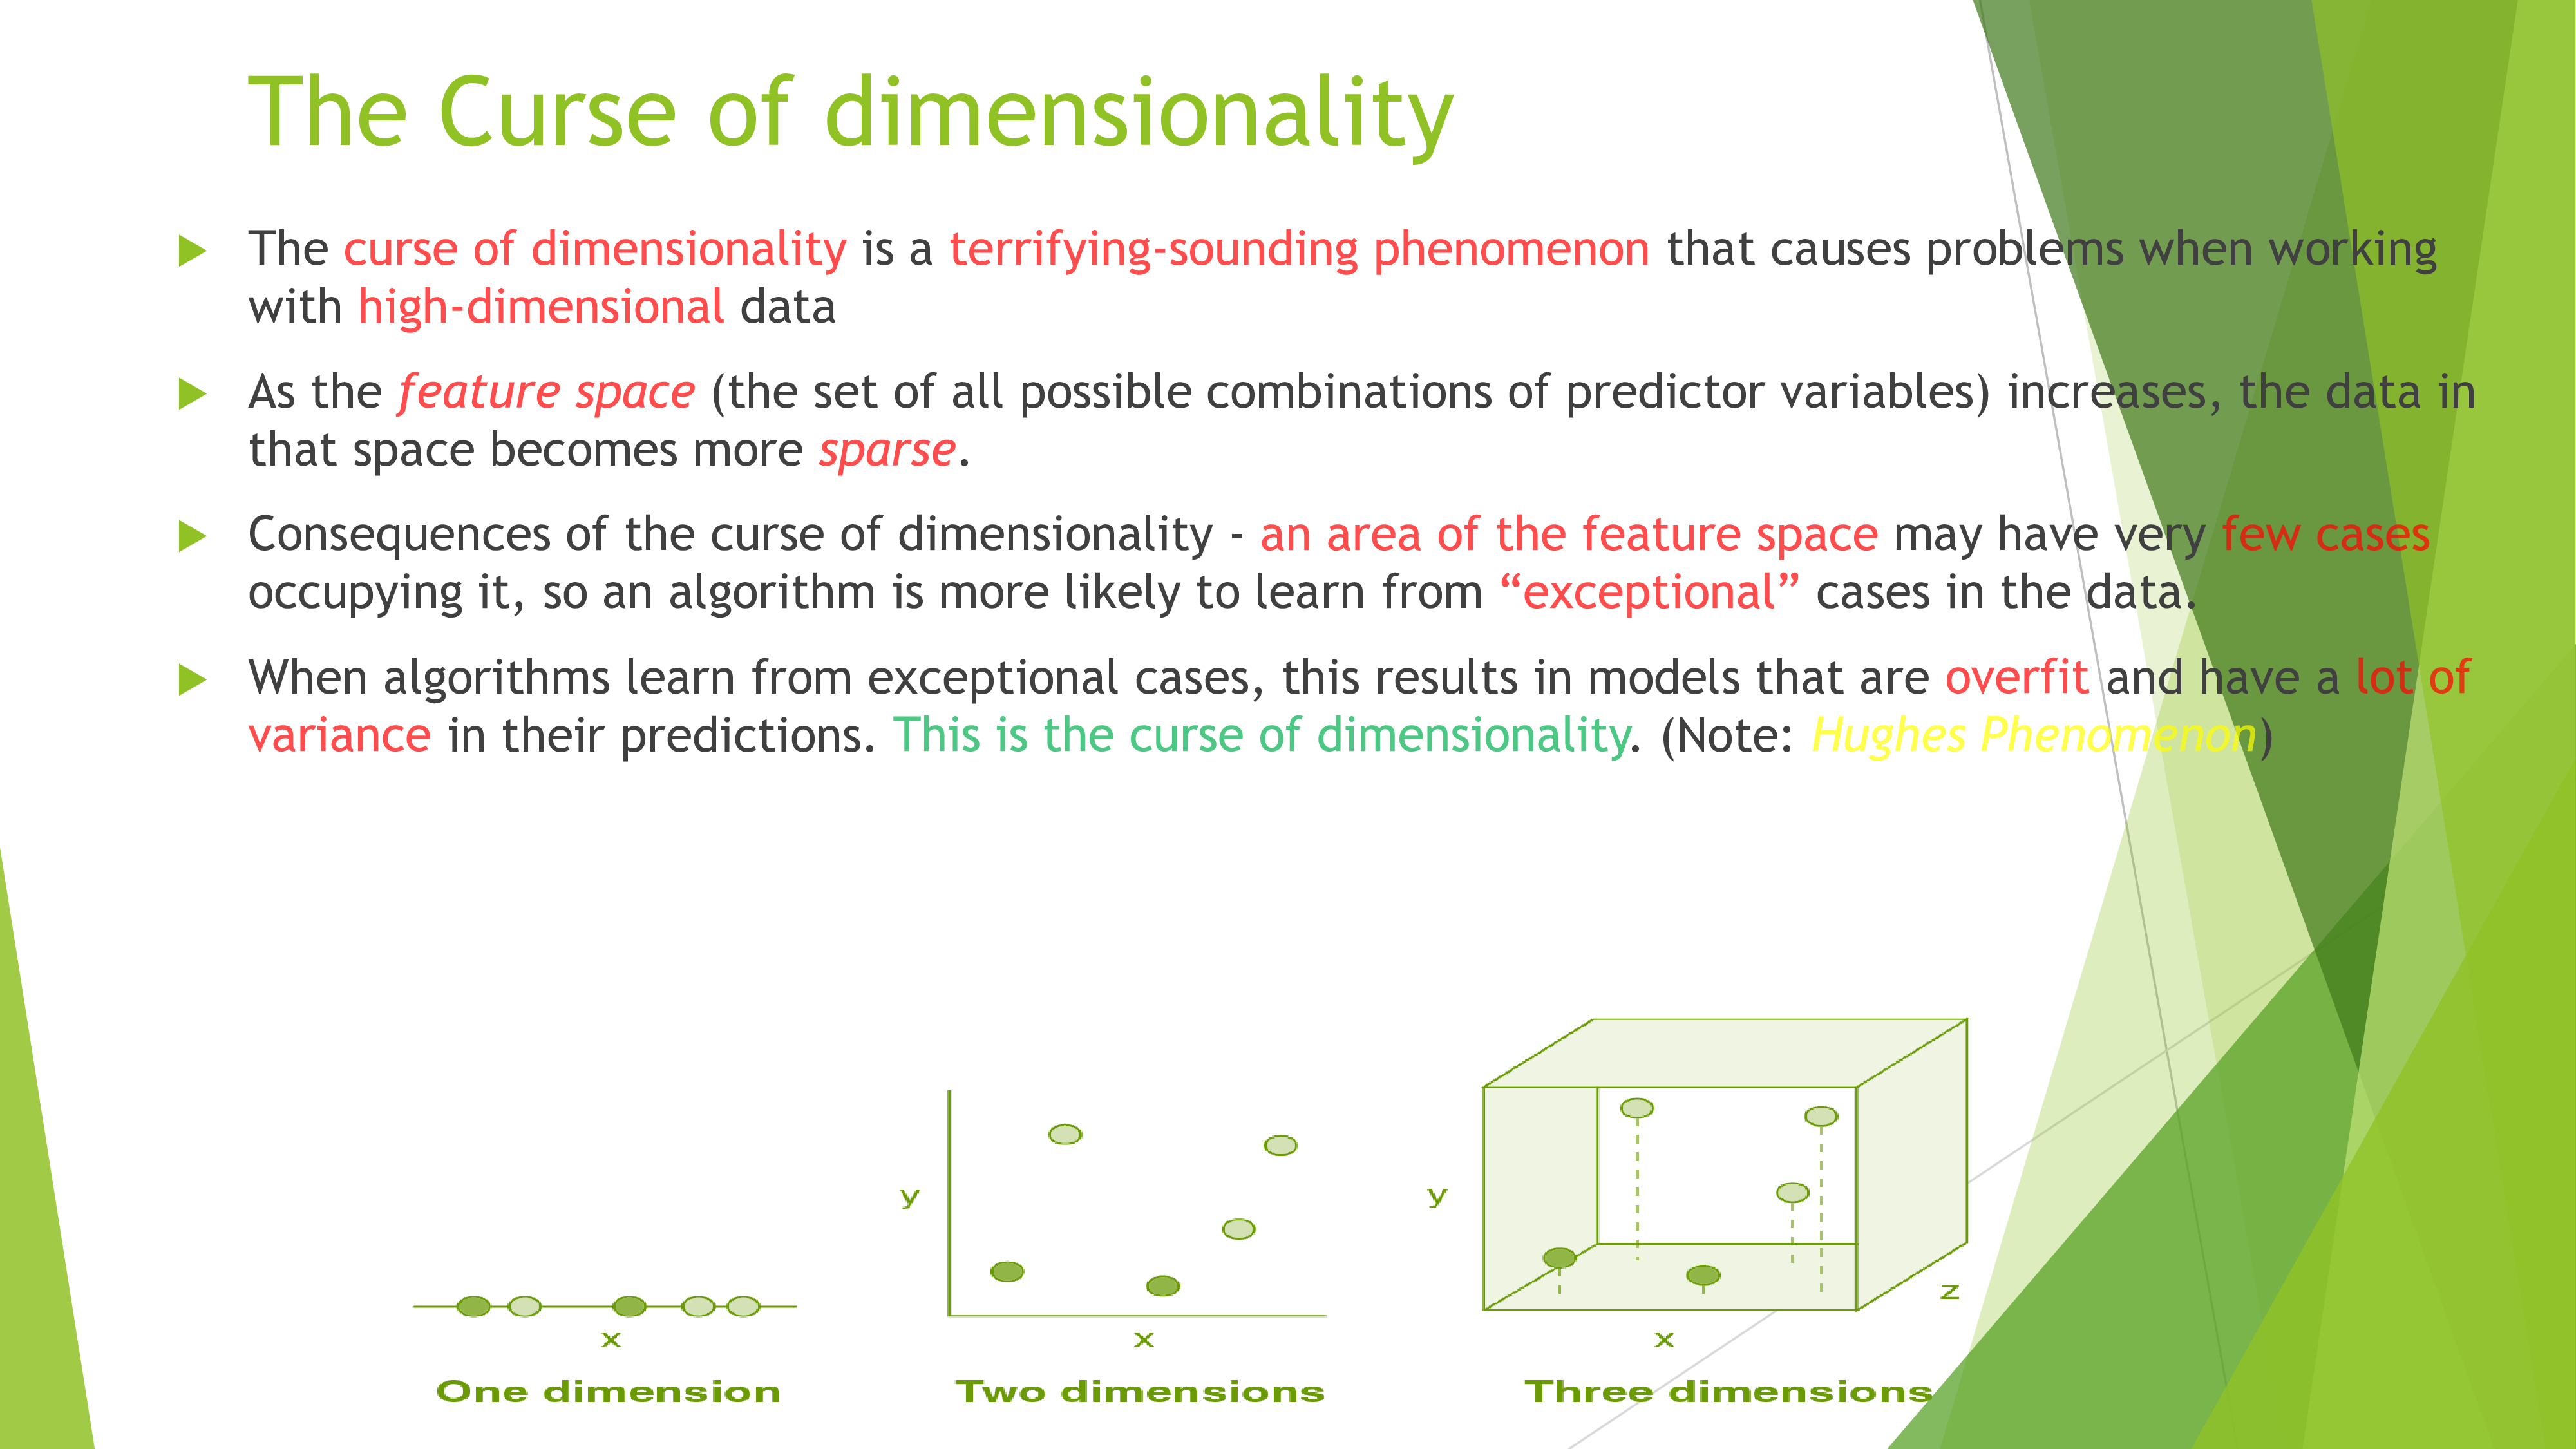 The Curse of dimensionality
The curse of dimensionality is a terrifying-sounding phenomenon that causes problems when working
with high-dimensional data
As the feature space (the set of all possible combinations of predictor variables) increases, the data in
that space becomes more sparse.
Consequences of the curse of dimensionality - an area of the feature space may have very few cases
occupying it, so an algorithm is more likely to learn from “exceptional” cases in the data.
When algorithms learn from exceptional cases, this results in models that are overfit and have a lot of
variance in their predictions. This is the curse of dimensionality. (Note: Hughes Phenomenon)
x
One dimension
y
x
Two dimensions
y
z
x
Three dimensions